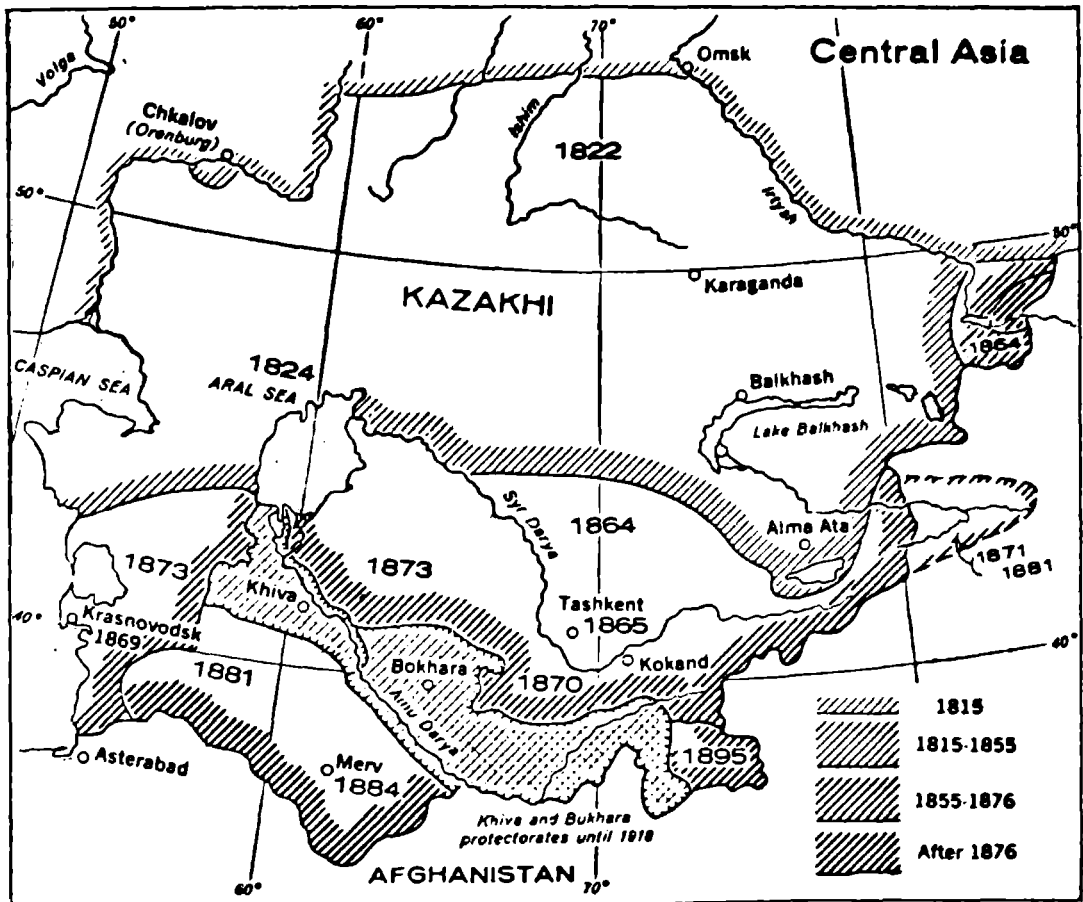 50°
60°
70°
Omsk
Central Asia
Volga
Chkalov
(Orenburg)
Ishim
1822
Irtysh
50°
50°
Karaganda
KAZAKHI
1864
CASPIAN SEA
1824
ARAL SEA
Balkhash
Lake Balkhash
Syr Darya
1864
Alma Ata
1871
1881
1873
1873
Khiva
Tashkent
1865
40°
Krasnovodsk
1869
Kokand
40°
Bokhara
1881
1870
Amu Darya
1815
1815-1855
Asterabad
Merv
1884
1895
1855-1876
Khiva and Bukhara
protectorates until 1918
After 1876
AFGHANISTAN
60°
70°